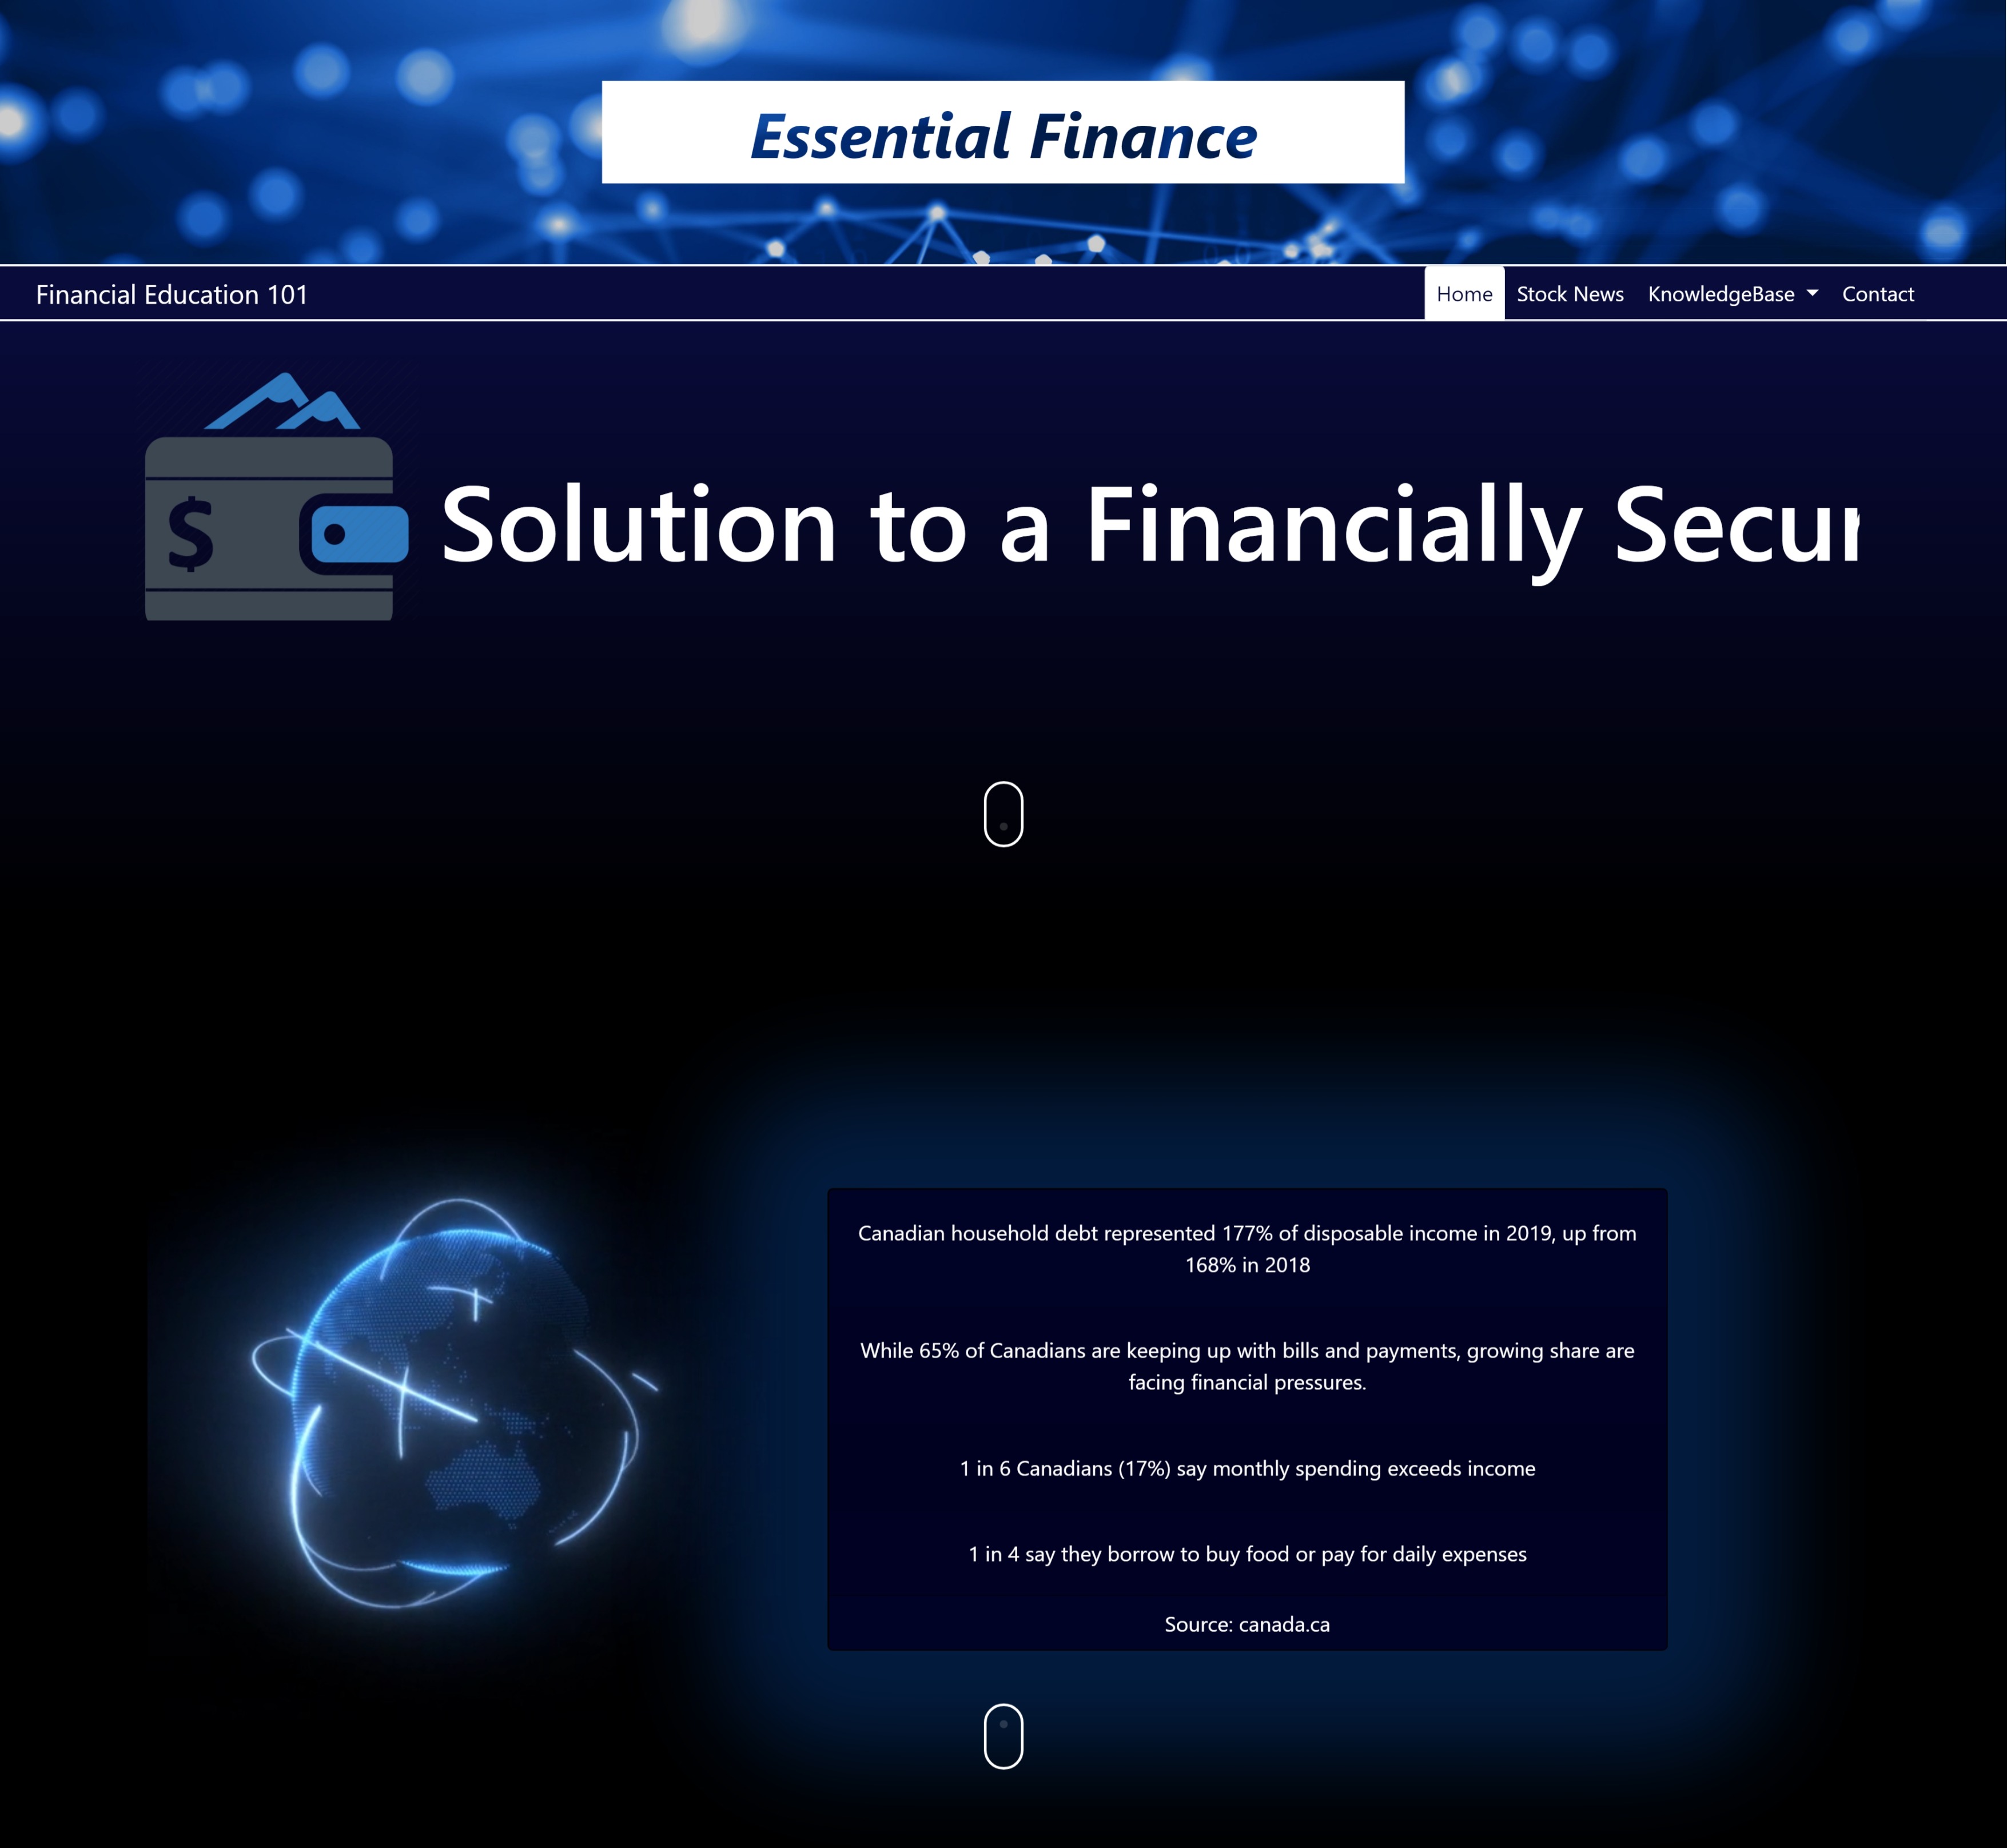 Essential Finance
Financial Education 101
Home Stock News KnowledgeBase Contact
$
Solution to a Financially Secur
Canadian household debt represented 177% of disposable income in 2019, up from
168% in 2018
While 65% of Canadians are keeping up with bills and payments, growing share are
facing financial pressures.
1 in 6 Canadians (17%) say monthly spending exceeds income
1 in 4 say they borrow to buy food or pay for daily expenses
Source: canada.ca